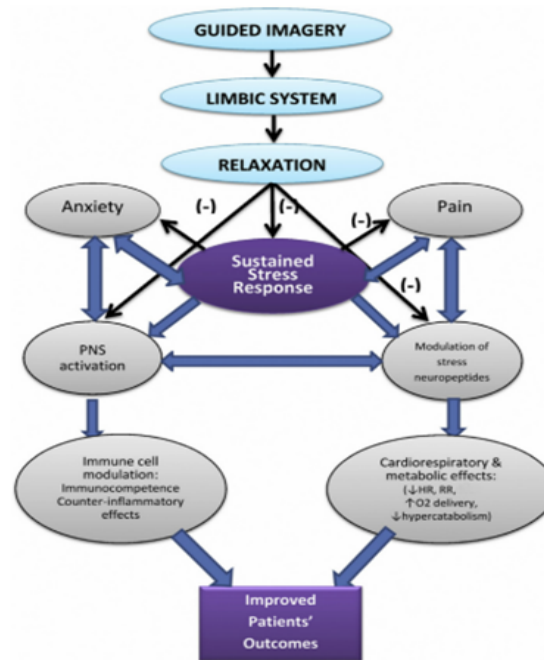 GUIDED IMAGERY
LIMBIC SYSTEM
RELAXATION
(-)
(-)
Anxiety
(-)
Pain
Sustained
Stress
Response
(-)
PNS
activation
Modulation of
stress
neuropeptides
Immune cell
modulation:
Immunocompetence
Counter-inflammatory
effects
Cardiorespiratory &
metabolic effects:
(↓HR, RR,
↑O2 delivery,
↓hypercatabolism)
Improved
Patients’
Outcomes